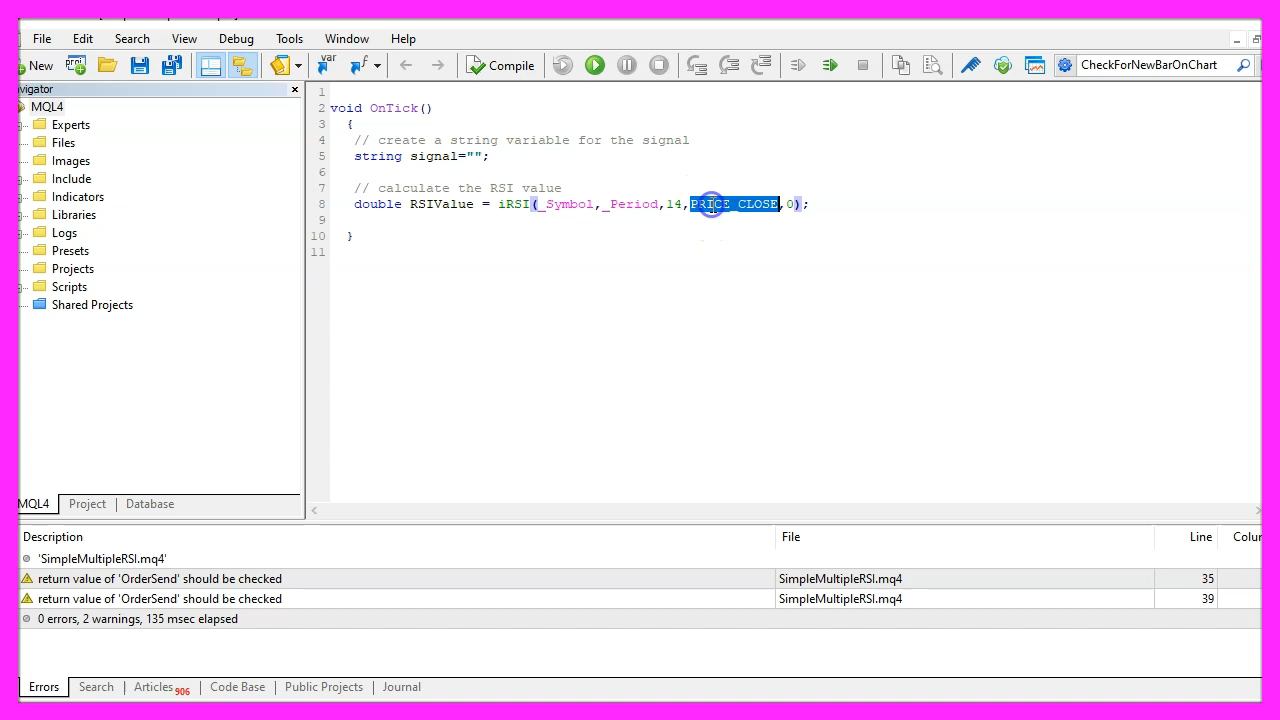 File Edit Search View Debug Tools Window Help
New Compile CheckForNewBarOnChart
avigator
MQL4
Experts
Files
Images
Include
Indicators
Libraries
Logs
Presets
Projects
Scripts
Shared Projects
MQL4 Project Database
1
2 void OnTick()
3 {
4 // create a string variable for the signal
5 string signal="";
6
7 // calculate the RSI value
8 double RSIValue = iRSI(_Symbol,_Period,14,PRICE_CLOSE,0);
9
10 }
11
Description File Line Colur
'SimpleMultipleRSI.mq4'
return value of 'OrderSend' should be checked SimpleMultipleRSI.mq4 35
return value of 'OrderSend' should be checked SimpleMultipleRSI.mq4 39
0 errors, 2 warnings, 135 msec elapsed
Errors Search Articles 906 Code Base Public Projects Journal